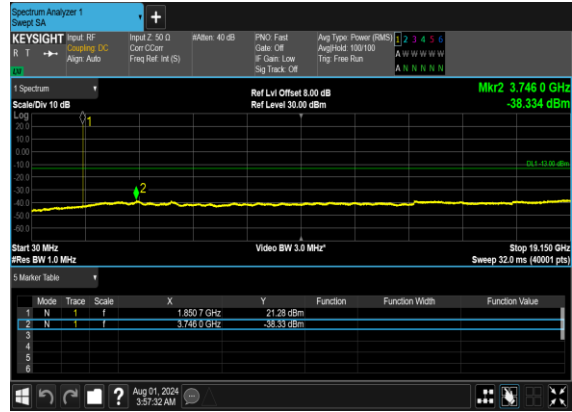 Spectrum Analyzer 1
Swept SA
+
KEYSIGHT Input: RF Input Z: 50 Ω #Atten: 40 dB PNO: Fast Avg Type: Power (RMS) 1 2 3 4 5 6
R T Coupling: DC Corr CCorr Gate: Off Avg|Hold: 100/100 A W W W W W
Align: Auto Freq Ref: Int (S) IF Gain: Low Trig: Free Run
Sig Track: Off A N N N N N
1 Spectrum Ref Lvl Offset 8.00 dB Mkr2 3.746 0 GHz
Scale/Div 10 dB Ref Level 30.00 dBm -38.334 dBm
Log
1
20.0
10.0
0.00
-10.0
DL1 -13.00 dBm
-20.0
-30.0
2
-40.0
-50.0
-60.0
Start 30 MHz Video BW 3.0 MHz* Stop 19.150 GHz
#Res BW 1.0 MHz Sweep 32.0 ms (40001 pts)
5 Marker Table
Mode Trace Scale X Y Function Function Width Function Value
1 N 1 f 1.850 7 GHz 21.28 dBm
2 N 1 f 3.746 0 GHz -38.33 dBm
3
4
5
6
? Aug 01, 2024
3:57:32 AM